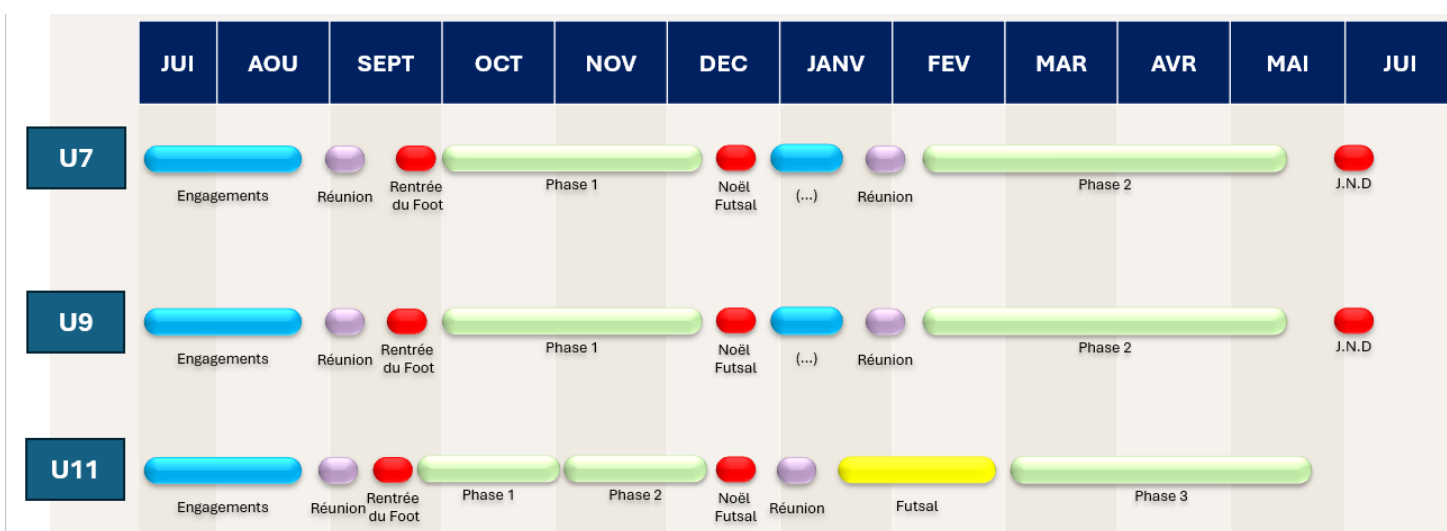 JUI AOU SEPT OCT NOV DEC JANV FEV MAR AVR MAI JUI
U7
Engagements
Réunion
Rentrée
du Foot
Phase 1
Noël
Futsal
(...)
Réunion
Phase 2
J.N.D
U9
Engagements
Réunion
Rentrée
du Foot
Phase 1
Noël
Futsal
(...)
Réunion
Phase 2
J.N.D
U11
Engagements
Réunion
Rentrée
du Foot
Phase 1
Phase 2
Noël
Futsal
Réunion
Futsal
Phase 3